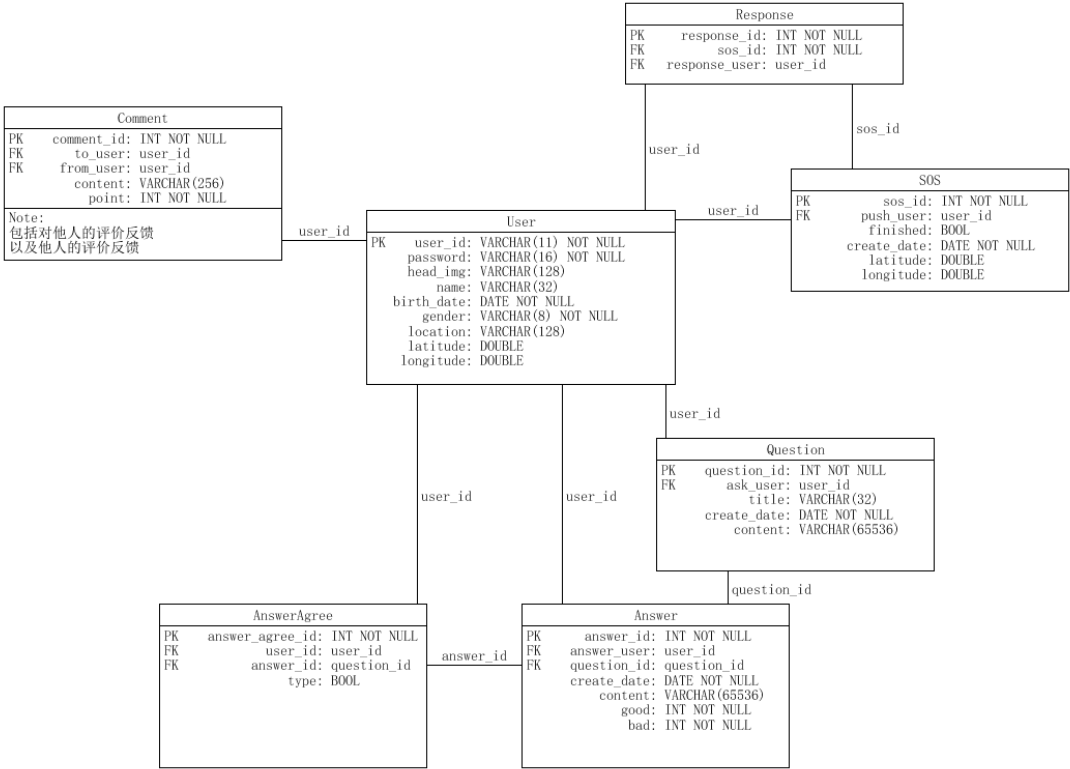 Response
PK response_id: INT NOT NULL
FK sos_id: INT NOT NULL
FK response_user: user_id
Comment
PK comment_id: INT NOT NULL
FK to_user: user_id
FK from_user: user_id
content: VARCHAR(256)
point: INT NOT NULL
Note:
包括对他人的评价反馈
以及他人的评价反馈
user_id
user_id
sos_id
user_id
SOS
PK sos_id: INT NOT NULL
FK push_user: user_id
finished: BOOL
create_date: DATE NOT NULL
latitude: DOUBLE
longitude: DOUBLE
User
PK user_id: VARCHAR(11) NOT NULL
password: VARCHAR(16) NOT NULL
head_img: VARCHAR(128)
name: VARCHAR(32)
birth_date: DATE NOT NULL
gender: VARCHAR(8) NOT NULL
location: VARCHAR(128)
latitude: DOUBLE
longitude: DOUBLE
user_id
user_id
user_id
Question
PK question_id: INT NOT NULL
FK ask_user: user_id
title: VARCHAR(32)
create_date: DATE NOT NULL
content: VARCHAR(65536)
question_id
AnswerAgree
PK answer_agree_id: INT NOT NULL
FK user_id: user_id
FK answer_id: question_id
type: BOOL
answer_id
Answer
PK answer_id: INT NOT NULL
FK answer_user: user_id
FK question_id: question_id
create_date: DATE NOT NULL
content: VARCHAR(65536)
good: INT NOT NULL
bad: INT NOT NULL